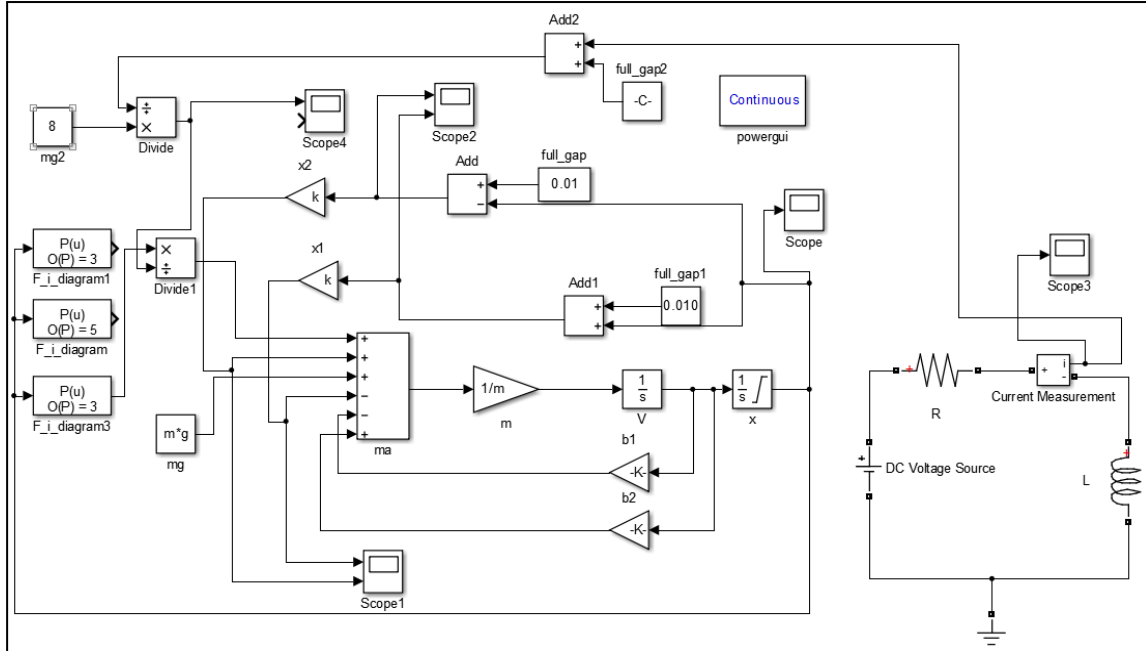 Add2
+
+
full_gap2
-C-
Continuous
powergui
8
mg2
÷
×
Divide
Scope4
Scope2
x2
k
Add
+
−
full_gap
0.01
Scope
P(u)
O(P) = 3
F_i_diagram1
×
÷
Divide1
x1
k
Add1
+
+
full_gap1
0.010
Scope3
P(u)
O(P) = 5
F_i_diagram
P(u)
O(P) = 3
F_i_diagram3
m*g
mg
+
+
+
−
−
+
ma
1/m
m
1
s
V
1
s
x
b1
-K-
b2
-K-
Scope1
+
R
+
i
-
Current Measurement
+
DC Voltage Source
+
L